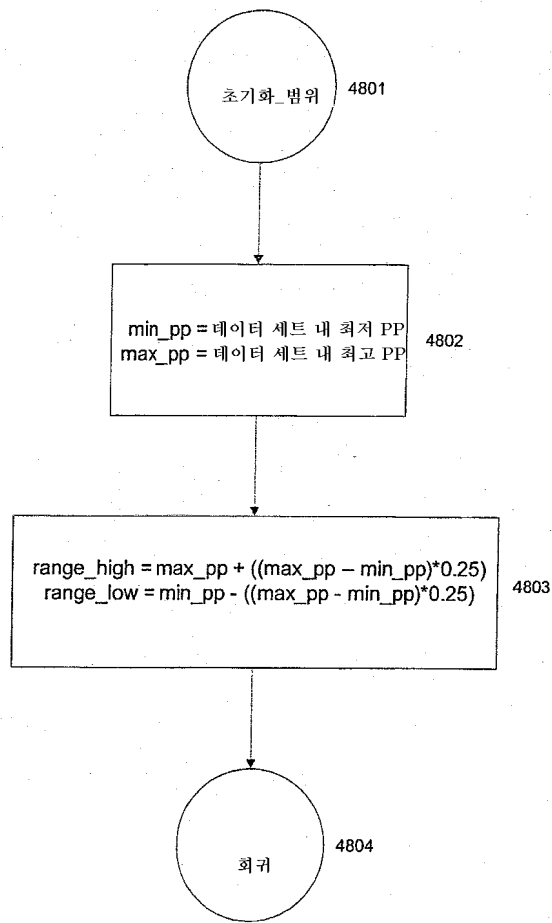 초기화_범위
4801
min_pp = 데이터 세트 내 최저 PP
max_pp = 데이터 세트 내 최고 PP
4802
range_high = max_pp + ((max_pp – min_pp)*0.25)
range_low = min_pp - ((max_pp - min_pp)*0.25)
4803
회귀
4804